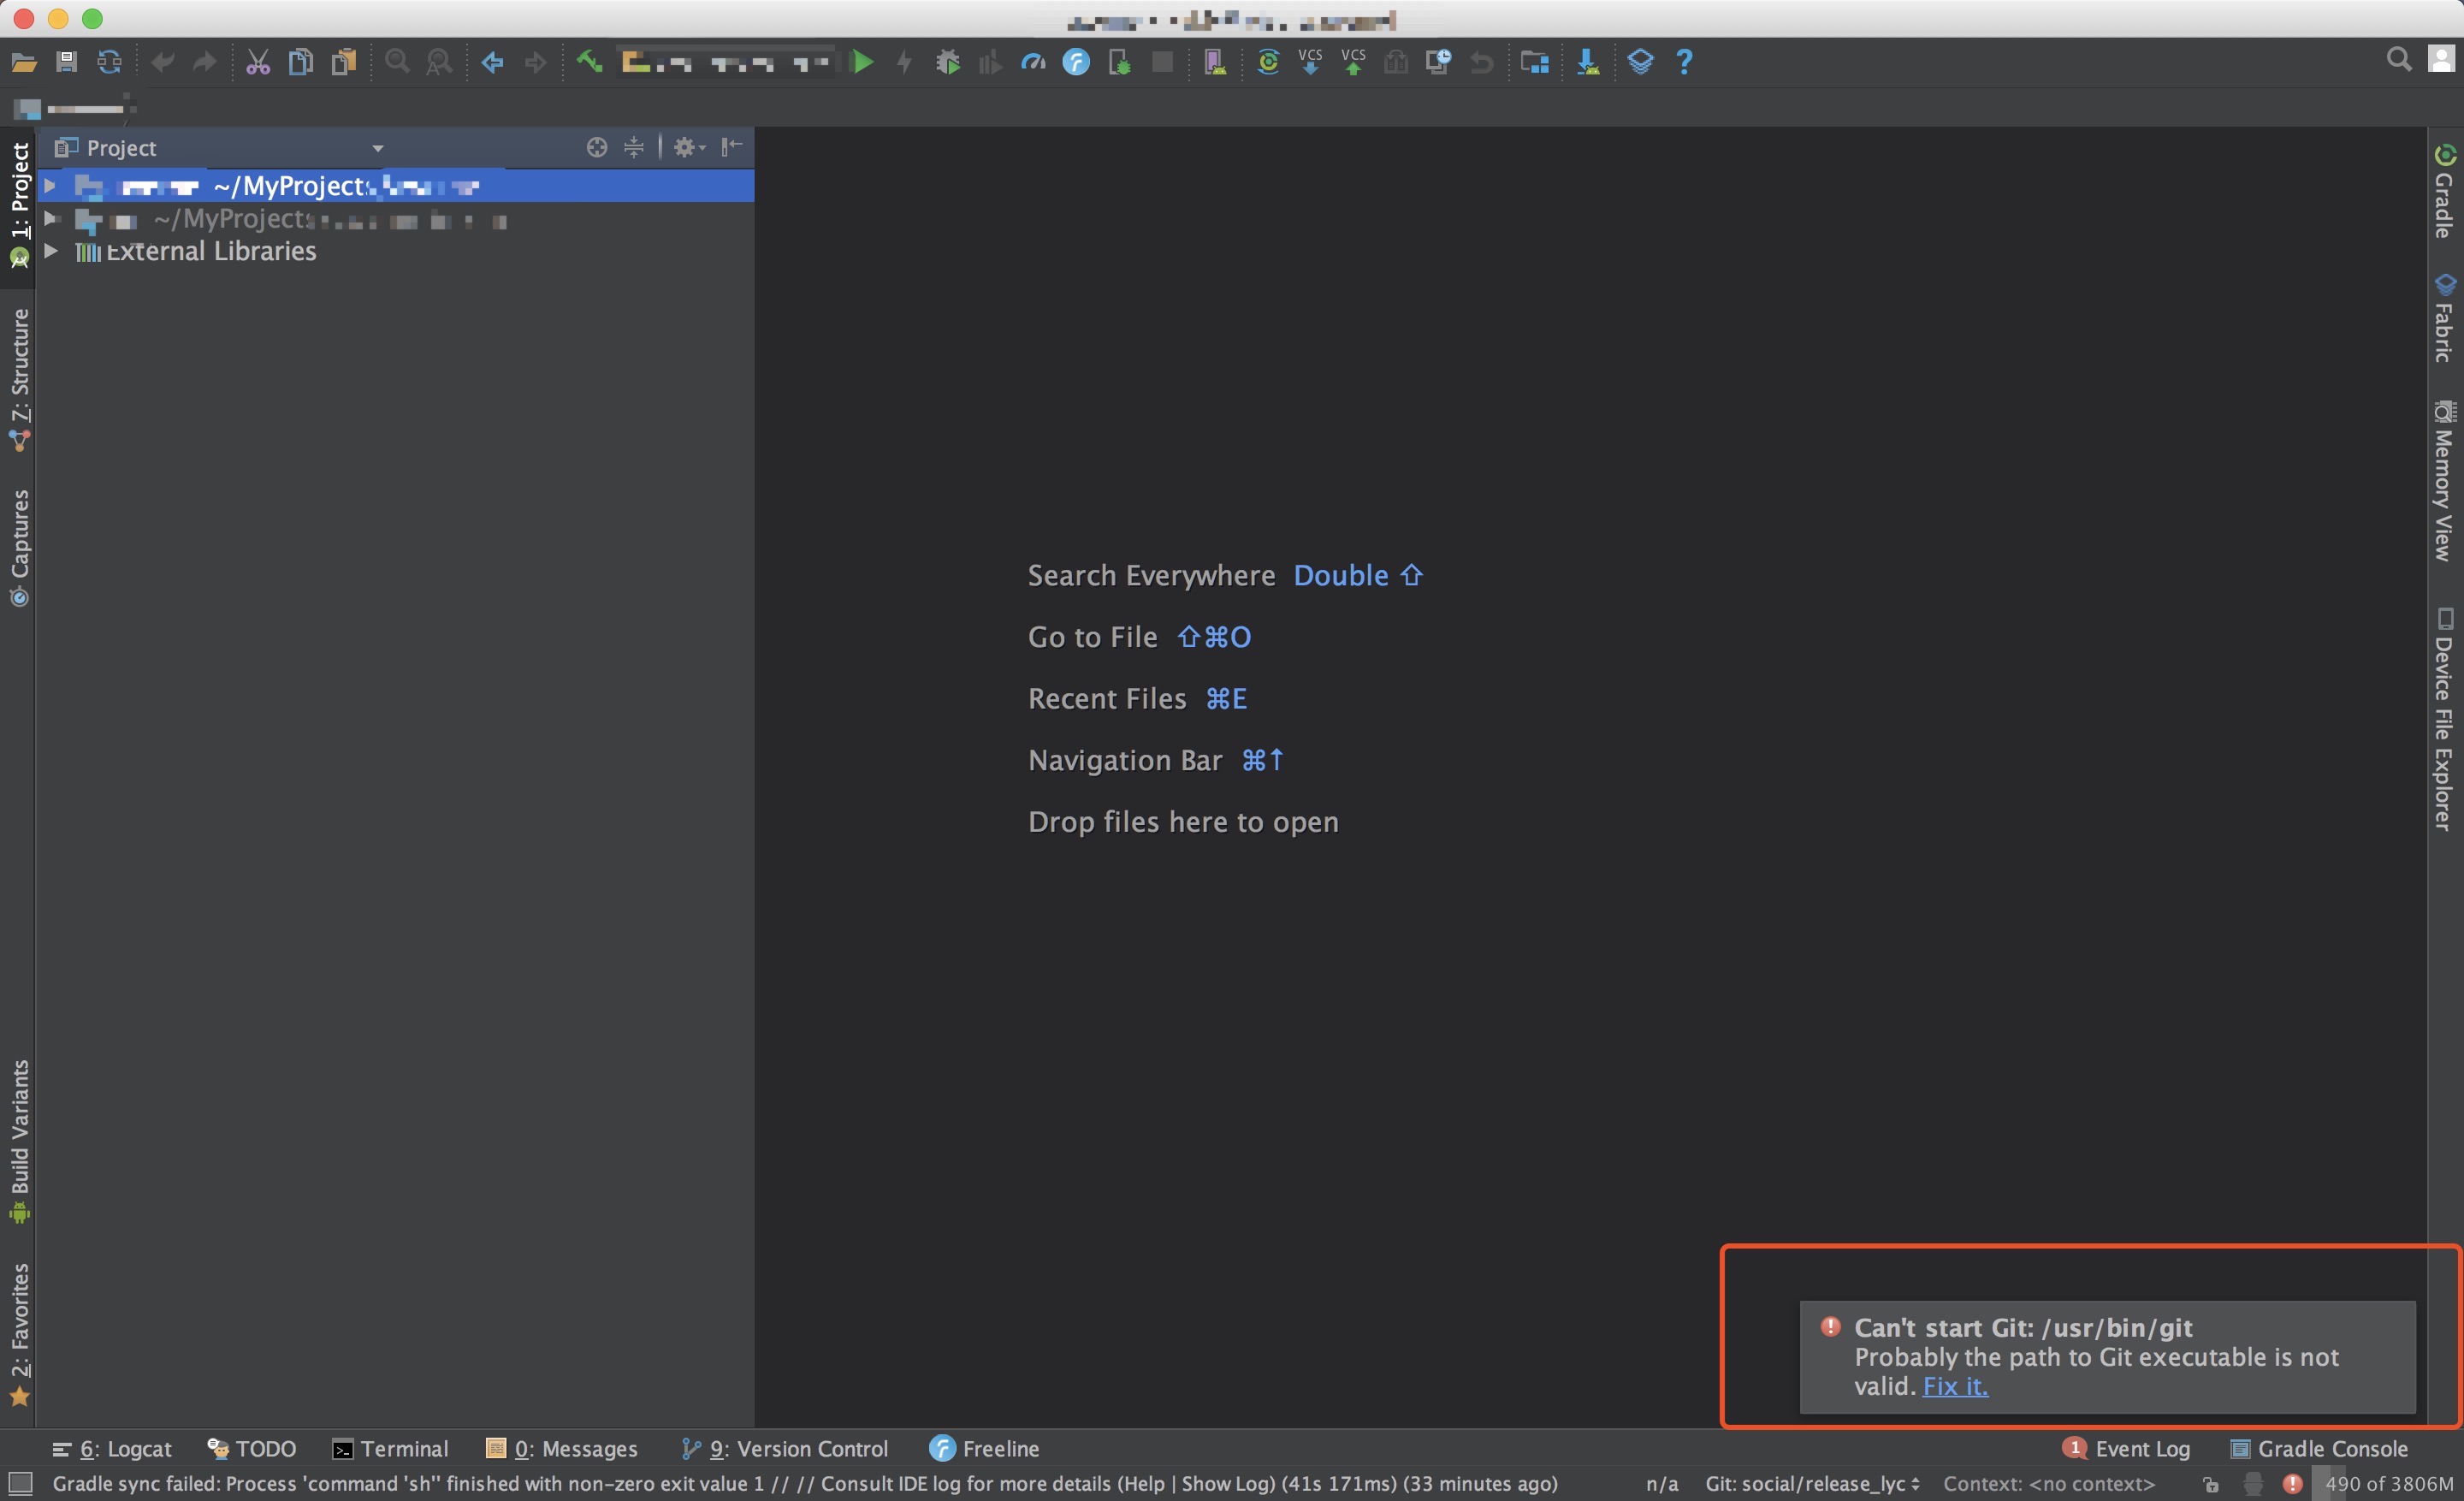 VCS
VCS
Project
~/MyProject
~/MyProject
External Libraries
1: Project
7: Structure
Captures
Build Variants
2: Favorites
Search Everywhere Double ⇧
Go to File ⇧⌘O
Recent Files ⌘E
Navigation Bar ⌘↑
Drop files here to open
Gradle
Fabric
Memory View
Device File Explorer
Can't start Git: /usr/bin/git
Probably the path to Git executable is not
valid. Fix it.
6: Logcat
TODO
Terminal
0: Messages
9: Version Control
Freeline
1 Event Log
Gradle Console
Gradle sync failed: Process 'command 'sh'' finished with non-zero exit value 1 // // Consult IDE log for more details (Help | Show Log) (41s 171ms) (33 minutes ago)
n/a
Git: social/release_lyc
Context: <no context>
490 of 3806M